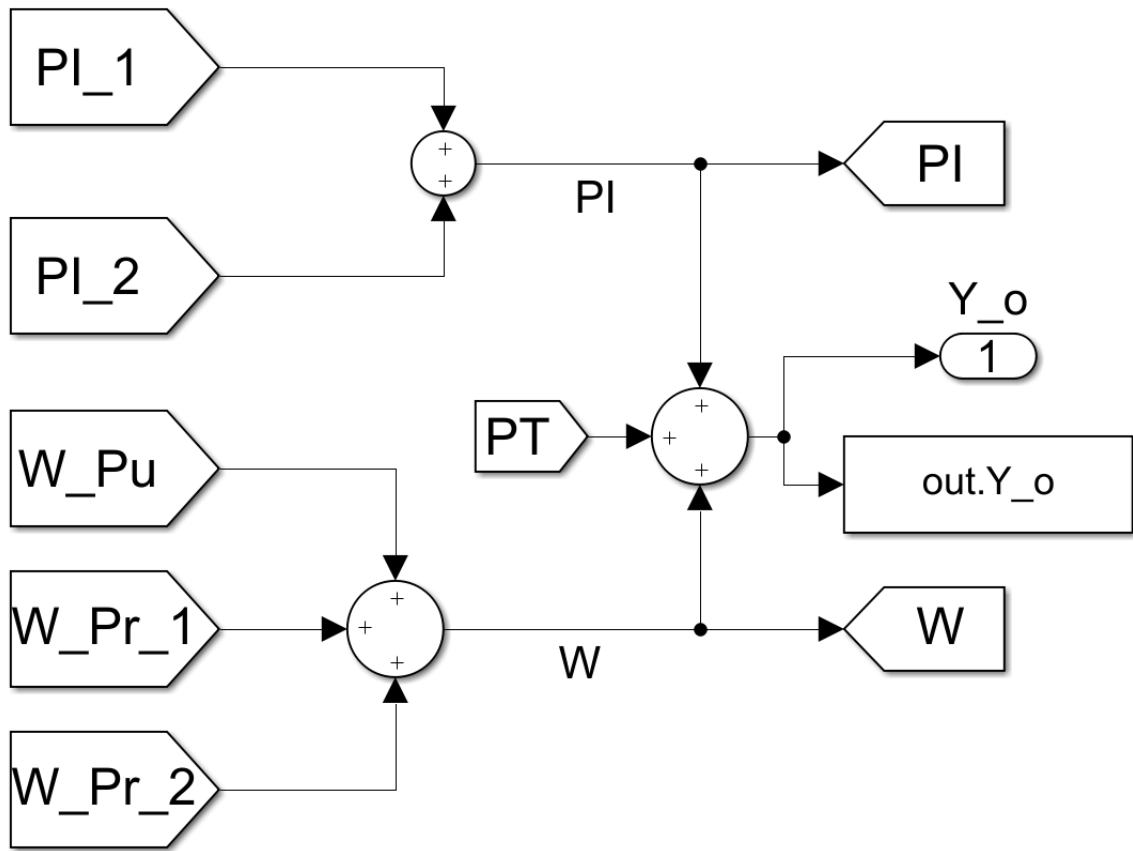 PI_1
+
+
PI
PI
PI_2
Y_o
1
PT
+
+
+
out.Y_o
W_Pu
W_Pr_1
+
+
+
W
W
W_Pr_2